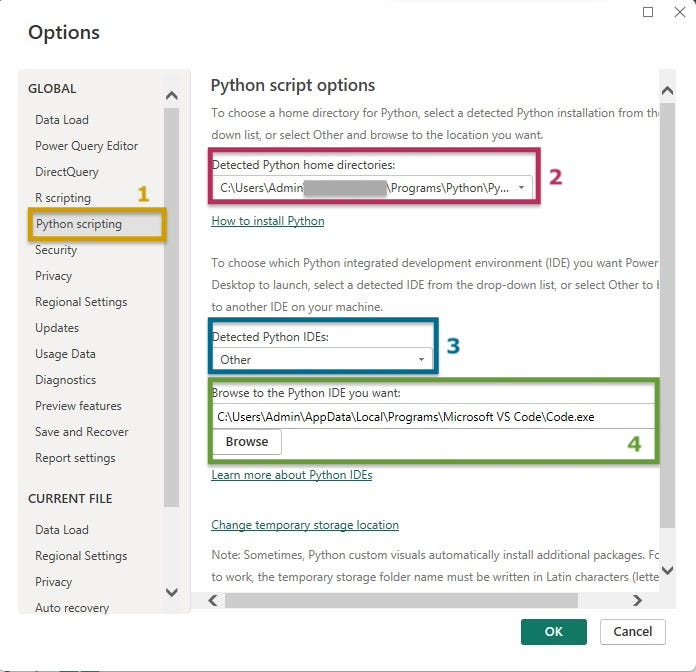 Options
GLOBAL
Data Load
Power Query Editor
DirectQuery
R scripting
1
Python scripting
Security
Privacy
Regional Settings
Updates
Usage Data
Diagnostics
Preview features
Save and Recover
Report settings
CURRENT FILE
Data Load
Regional Settings
Privacy
Auto recovery
Python script options
To choose a home directory for Python, select a detected Python installation from the
down list, or select Other and browse to the location you want.
Detected Python home directories:
C:\Users\Admin \Programs\Python\Py...
2
How to install Python
To choose which Python integrated development environment (IDE) you want Power
Desktop to launch, select a detected IDE from the drop-down list, or select Other to
to another IDE on your machine.
Detected Python IDEs:
Other
3
Browse to the Python IDE you want:
C:\Users\Admin\AppData\Local\Programs\Microsoft VS Code\Code.exe
Browse
4
Learn more about Python IDEs
Change temporary storage location
Note: Sometimes, Python custom visuals automatically install additional packages.
to work, the temporary storage folder name must be written in Latin characters
OK
Cancel